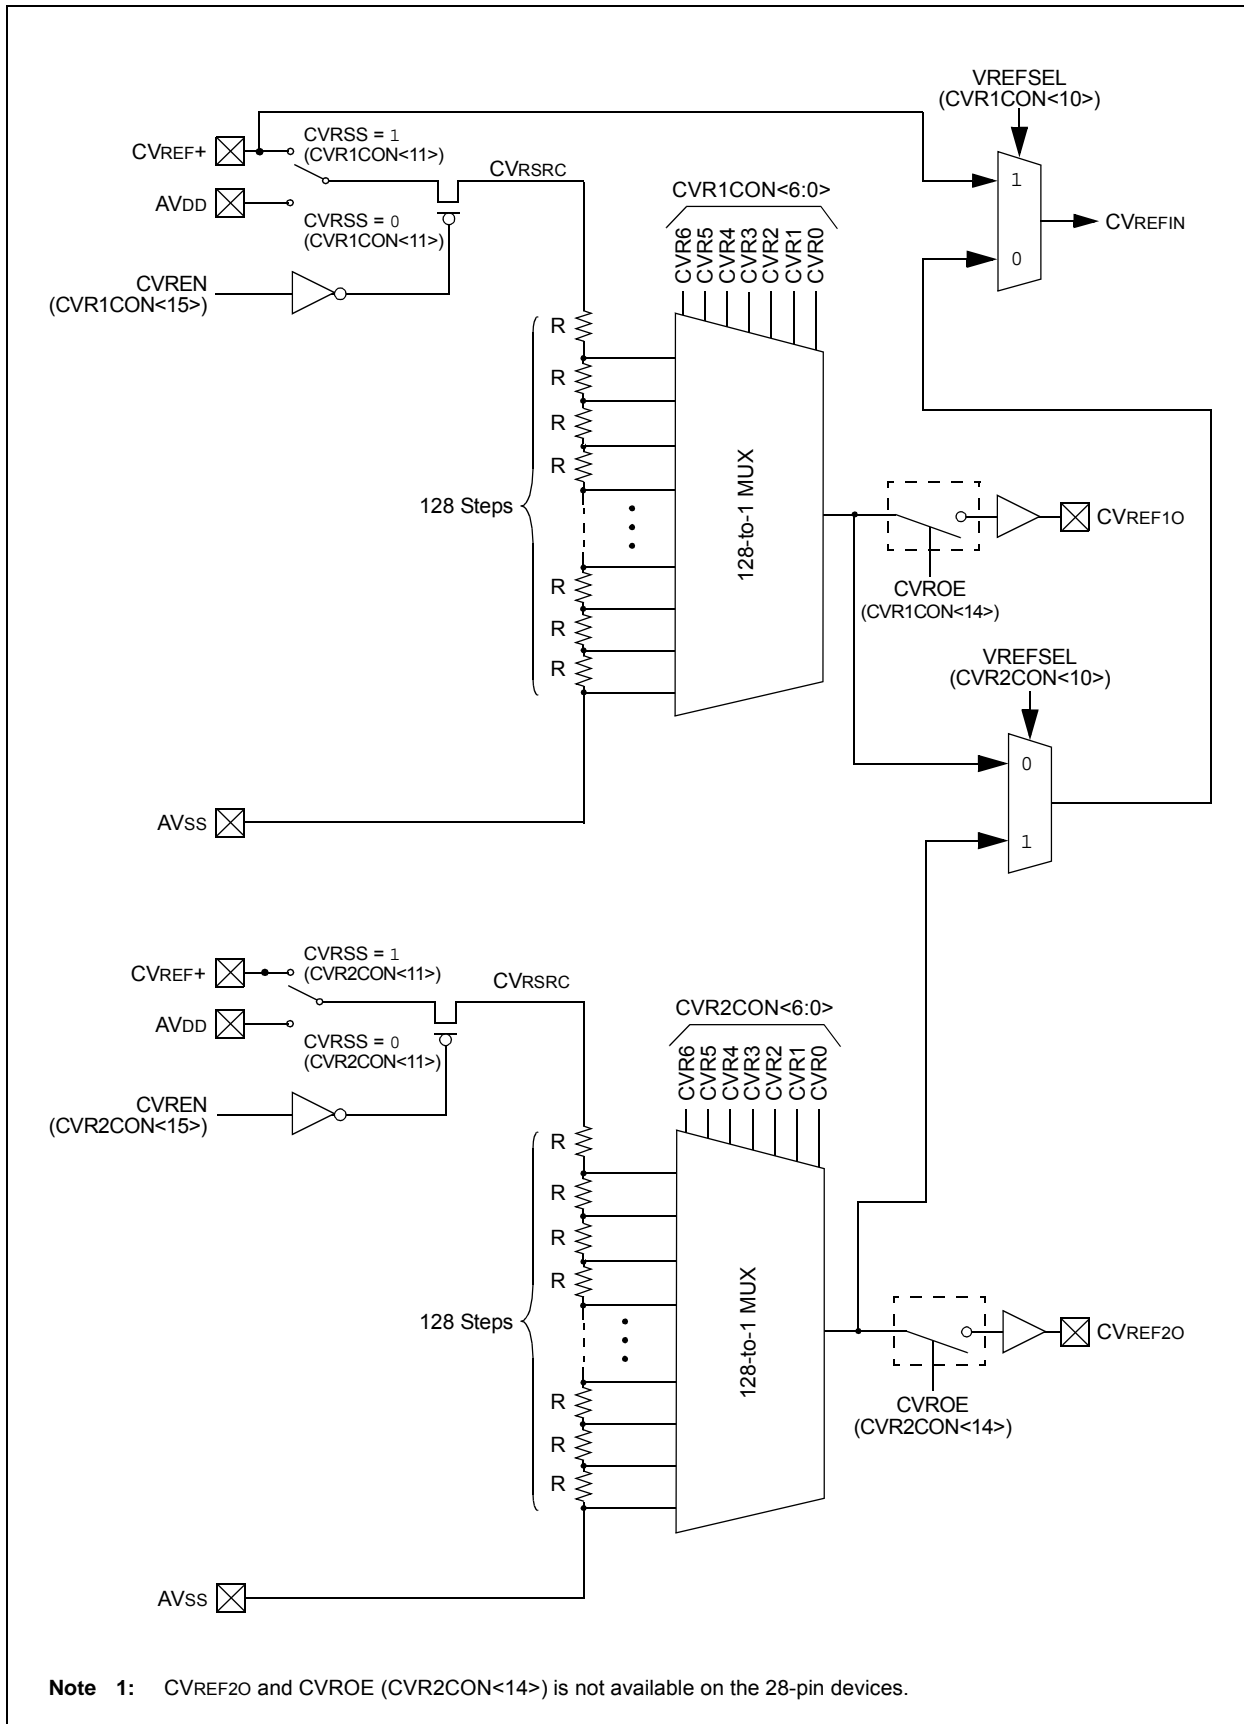 VREFSEL
(CVR1CON<10>)
CVREF+
CVRSS = 1
(CVR1CON<11>)
CVRSRC
AVDD
CVRSS = 0
(CVR1CON<11>)
CVREN
(CVR1CON<15>)
CVR1CON<6:0>
CVR6
CVR5
CVR4
CVR3
CVR2
CVR1
CVR0
1
0
CVREFIN
R
R
R
R
128 Steps
R
R
R
128-to-1 MUX
CVREF1O
CVROE
(CVR1CON<14>)
VREFSEL
(CVR2CON<10>)
0
1
AVSS
CVREF+
CVRSS = 1
(CVR2CON<11>)
CVRSRC
AVDD
CVRSS = 0
(CVR2CON<11>)
CVREN
(CVR2CON<15>)
CVR2CON<6:0>
CVR6
CVR5
CVR4
CVR3
CVR2
CVR1
CVR0
R
R
R
R
128 Steps
R
R
R
128-to-1 MUX
CVREF2O
CVROE
(CVR2CON<14>)
AVSS
Note 1: CVREF2O and CVROE (CVR2CON<14>) is not available on the 28-pin devices.